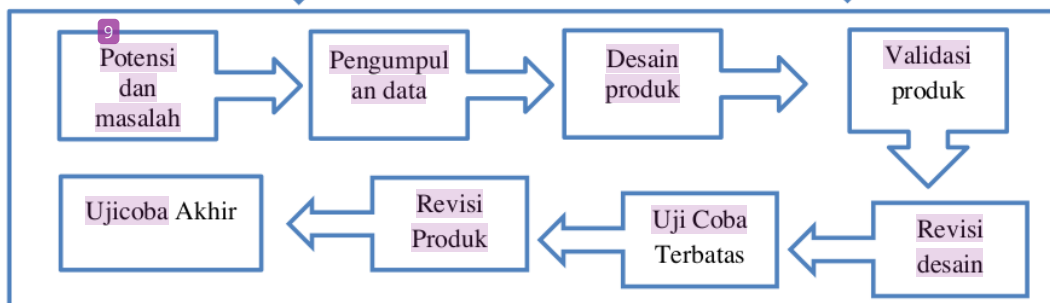 9
Potensi
dan
masalah
Pengumpul
an data
Desain
produk
Validasi
produk
Revisi
desain
Uji Coba
Terbatas
Revisi
Produk
Ujicoba Akhir